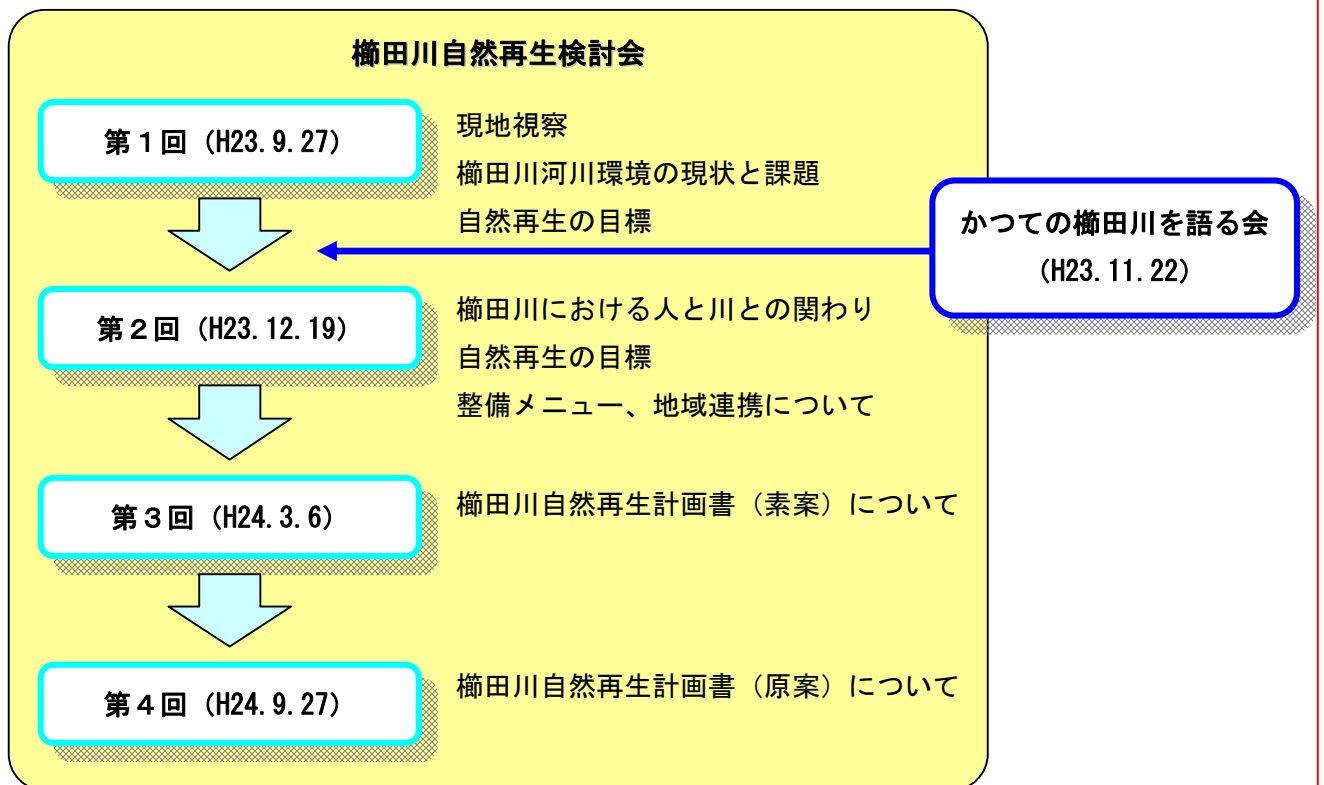 櫛田川自然再生検討会
第１回（H23.9.27）
現地視察
櫛田川河川環境の現状と課題
自然再生の目標
かつての櫛田川を語る会
（H23.11.22）
第２回（H23.12.19）
櫛田川における人と川との関わり
自然再生の目標
整備メニュー、地域連携について
第３回（H24.3.6）
櫛田川自然再生計画書（素案）について
第４回（H24.9.27）
櫛田川自然再生計画書（原案）について